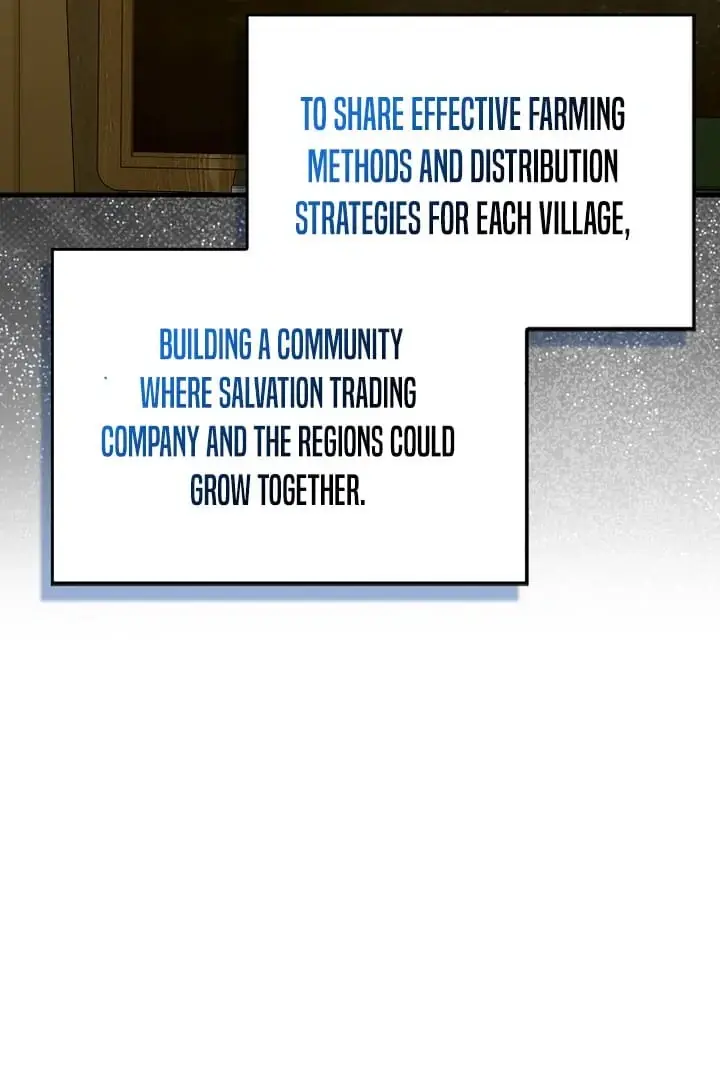 TO SHARE EFFECTIVE FARMING
METHODS AND DISTRIBUTION
STRATEGIES FOR EACH VILLAGE,
BUILDING A COMMUNITY
WHERE SALVATION TRADING
COMPANY AND THE REGIONS COULD
GROW TOGETHER.